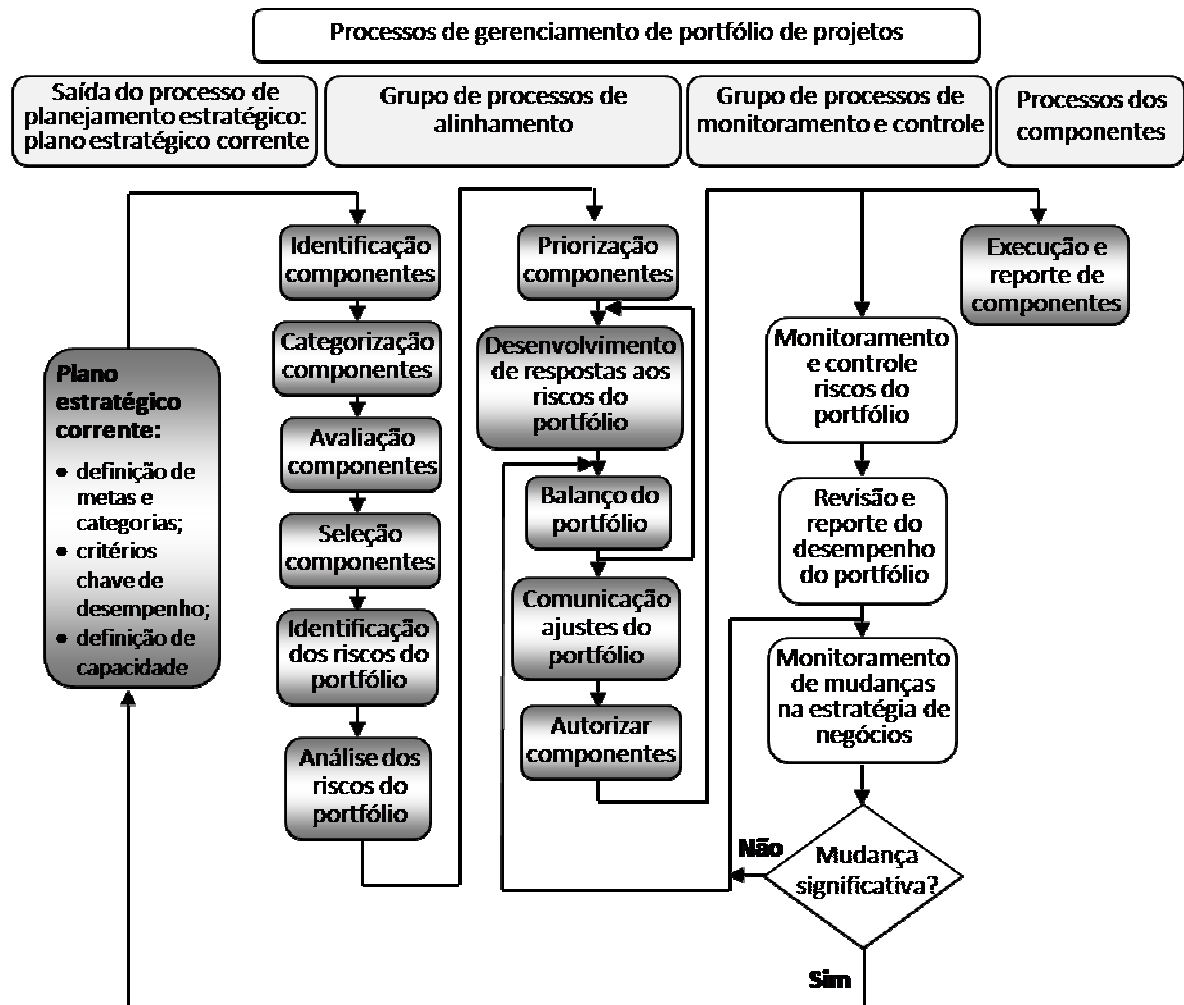 Processos de gerenciamento de portfólio de projetos
Saída do processo de
planejamento estratégico:
plano estratégico corrente
Grupo de processos de
alinhamento
Grupo de processos de
monitoramento e controle
Processos dos
componentes
Plano
estratégico
corrente:
• definição de
metas e
categorias;
• critérios
chave de
desempenho;
• definição de
capacidade
Identificação
componentes
Categorização
componentes
Avaliação
componentes
Seleção
componentes
Identificação
dos riscos do
portfólio
Análise dos
riscos do
portfólio
Priorização
componentes
Desenvolvimento
de respostas aos
riscos do
portfólio
Balanço do
portfólio
Comunicação
ajustes do
portfólio
Autorizar
componentes
Monitoramento
e controle
riscos do
portfólio
Revisão e
reporte do
desempenho
do portfólio
Monitoramento
de mudanças
na estratégia de
negócios
Mudança
significativa?
Não
Sim
Execução e
reporte de
componentes